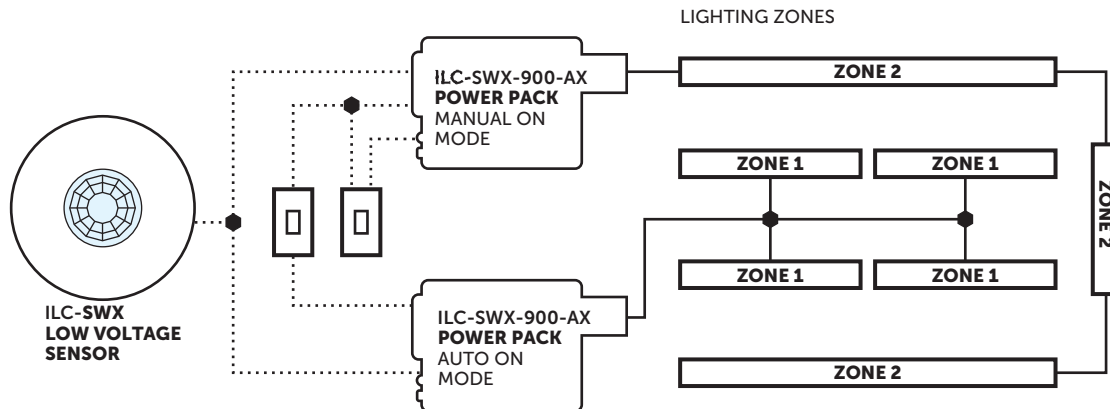 LIGHTING ZONES
ILC-SWX-900-AX
POWER PACK
MANUAL ON
MODE
ZONE 2
ZONE 1
ZONE 1
ZONE 2
ZONE 1
ZONE 1
ILC-SWX
LOW VOLTAGE
SENSOR
ILC-SWX-900-AX
POWER PACK
AUTO ON
MODE
ZONE 2